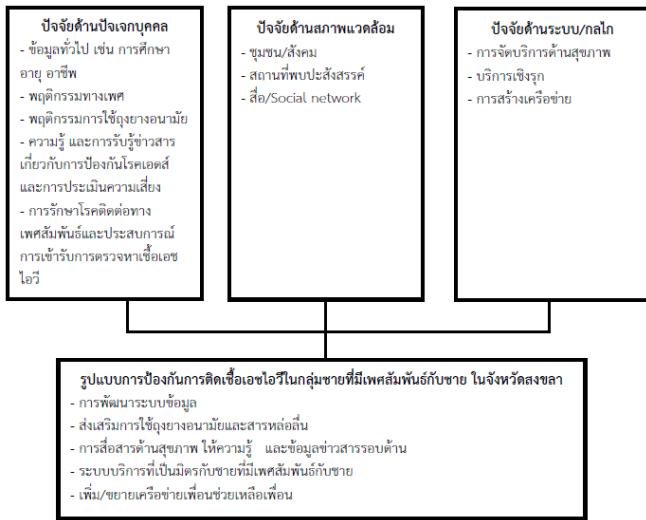 ปัจจัยด้านปัจเจกบุคคล
- ข้อมูลทั่วไป เช่น การศึกษา
อายุ อาชีพ
- พฤติกรรมทางเพศ
- พฤติกรรมการใช้ถุงยางอนามัย
- ความรู้ และการรับรู้ข่าวสาร
เกี่ยวกับการป้องกันโรคเอดส์
และการประเมินความเสี่ยง
- การรักษาโรคติดต่อทาง
เพศสัมพันธ์และประสบการณ์
การเข้ารับการตรวจหาเชื้อเอช
ไอวี
ปัจจัยด้านสภาพแวดล้อม
- ชุมชน/สังคม
- สถานที่พบปะสังสรรค์
- สื่อ/Social network
ปัจจัยด้านระบบ/กลไก
- การจัดบริการด้านสุขภาพ
- บริการเชิงรุก
- การสร้างเครือข่าย
รูปแบบการป้องกันการติดเชื้อเอชไอวีในกลุ่มชายที่มีเพศสัมพันธ์กับชาย ในจังหวัดสงขลา
- การพัฒนาระบบข้อมูล
- ส่งเสริมการใช้ถุงยางอนามัยและสารหล่อลื่น
- การสื่อสารด้านสุขภาพ ให้ความรู้ และข้อมูลข่าวสารรอบด้าน
- ระบบบริการที่เป็นมิตรกับชายที่มีเพศสัมพันธ์กับชาย
- เพิ่ม/ขยายเครือข่ายเพื่อนช่วยเหลือเพื่อน